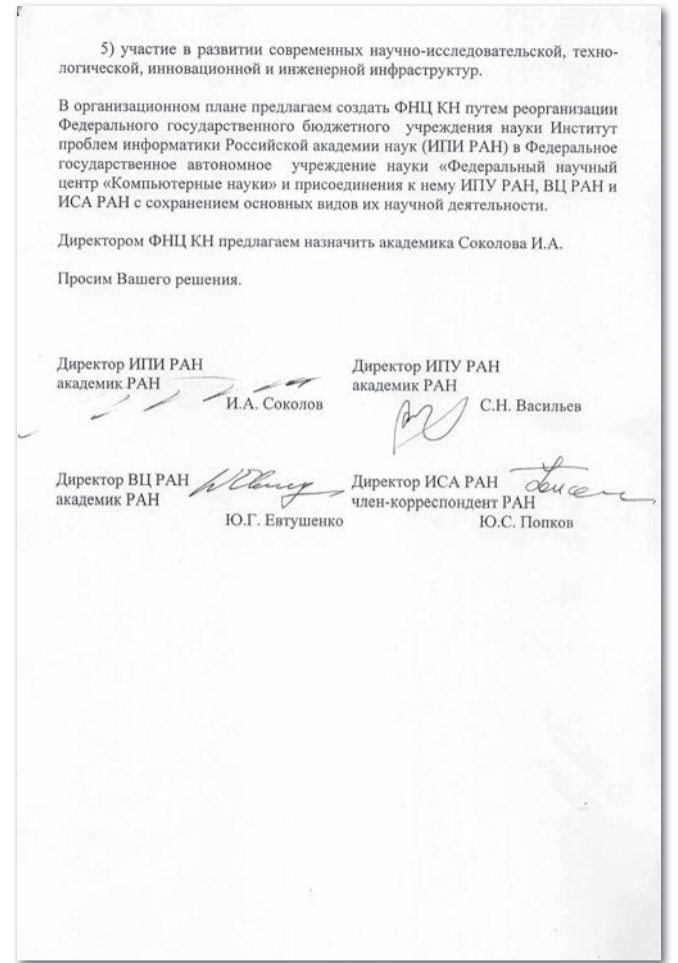 5) участие в развитии современных научно-исследовательской, техно-
логической, инновационной и инженерной инфраструктур.
В организационном плане предлагаем создать ФНЦ КН путем реорганизации
Федерального государственного бюджетного учреждения науки Институт
проблем информатики Российской академии наук (ИПИ РАН) в Федеральное
государственное автономное учреждение науки «Федеральный научный
центр «Компьютерные науки» и присоединения к нему ИПУ РАН, ВЦ РАН и
ИСА РАН с сохранением основных видов их научной деятельности.
Директором ФНЦ КН предлагаем назначить академика Соколова И.А.
Просим Вашего решения.
Директор ИПИ РАН
академик РАН
И.А. Соколов
Директор ИПУ РАН
академик РАН
С.Н. Васильев
Директор ВЦ РАН
академик РАН
Ю.Г. Евтушенко
Директор ИСА РАН
член-корреспондент РАН
Ю.С. Попков